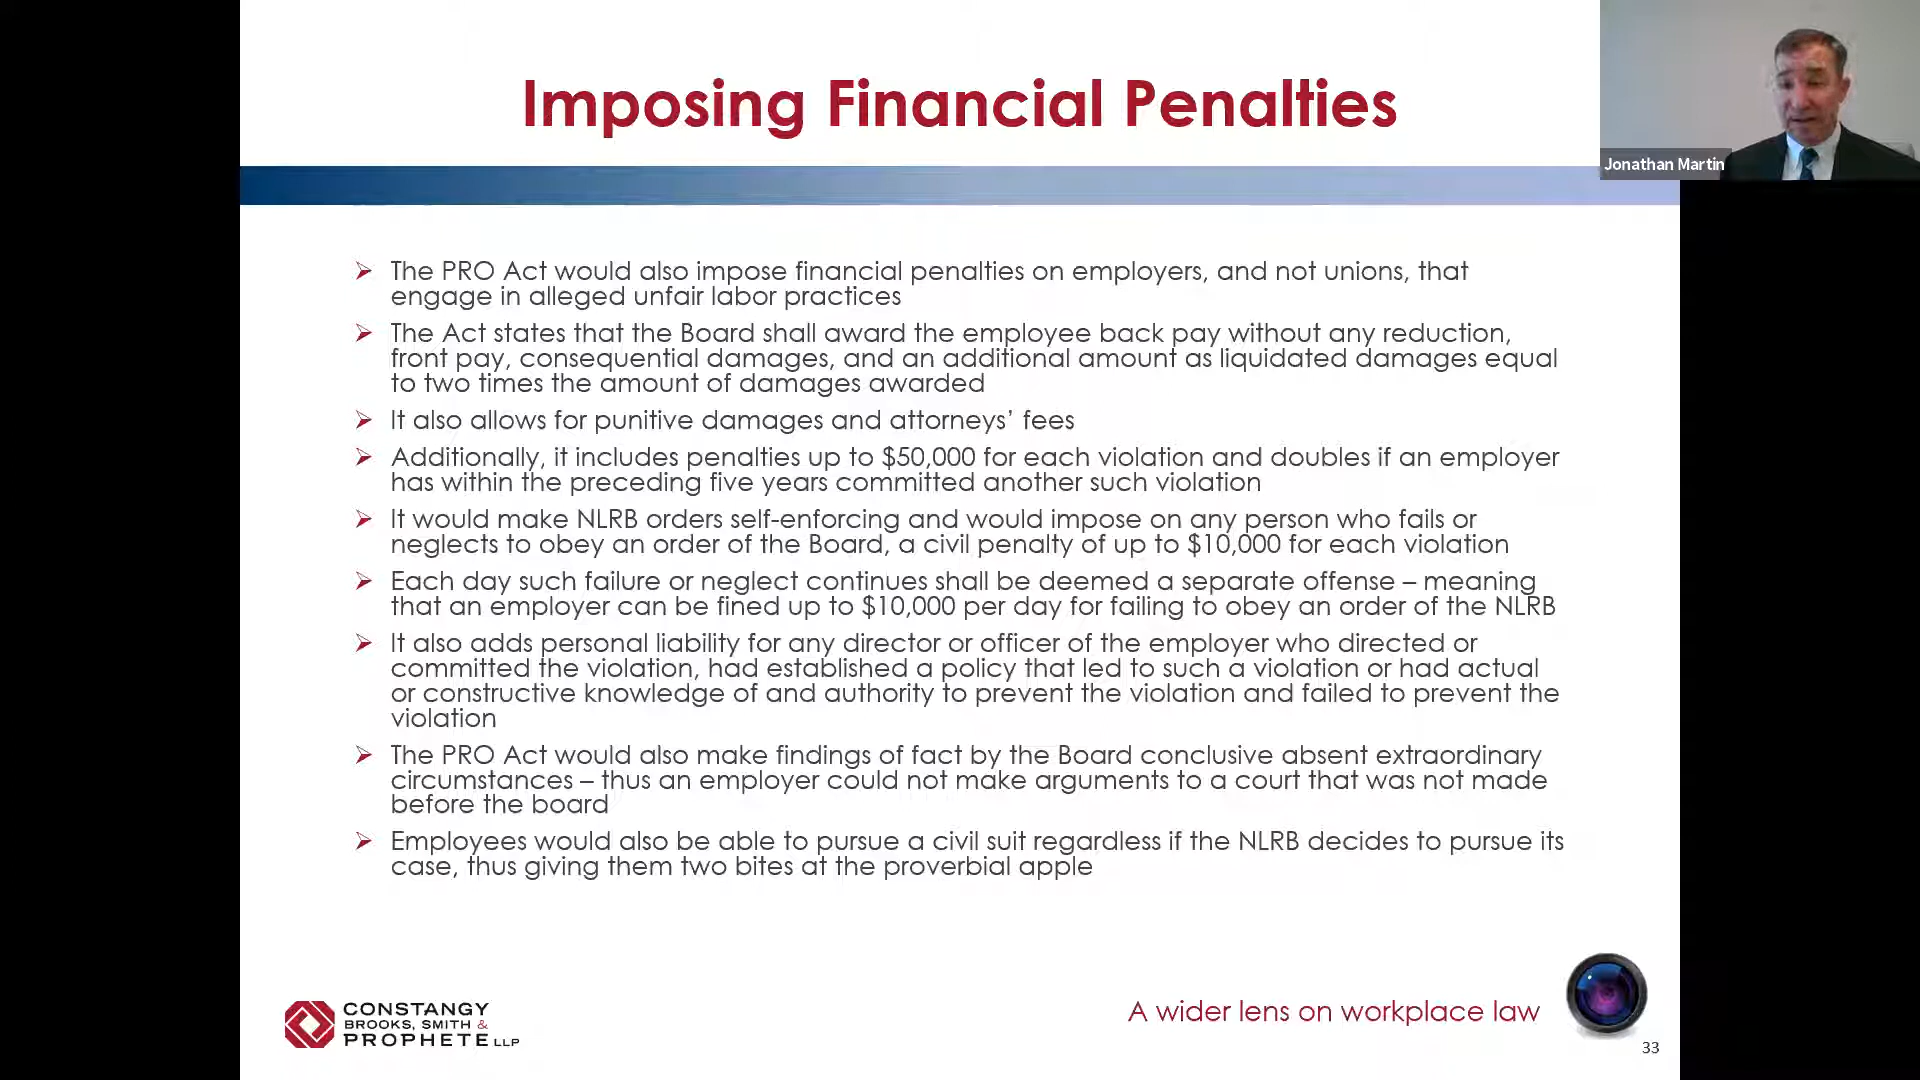 Imposing Financial Penalties
Jonathan Martin
The PRO Act would also impose financial penalties on employers, and not unions, that
engage in alleged unfair labor practices
The Act states that the Board shall award the employee back pay without any reduction,
front pay, consequential damages, and an additional amount as liquidated damages equal
to two times the amount of damages awarded
It also allows for punitive damages and attorneys’ fees
Additionally, it includes penalties up to $50,000 for each violation and doubles if an employer
has within the preceding five years committed another such violation
It would make NLRB orders self-enforcing and would impose on any person who fails or
neglects to obey an order of the Board, a civil penalty of up to $10,000 for each violation
Each day such failure or neglect continues shall be deemed a separate offense – meaning
that an employer can be fined up to $10,000 per day for failing to obey an order of the NLRB
It also adds personal liability for any director or officer of the employer who directed or
committed the violation, had established a policy that led to such a violation or had actual
or constructive knowledge of and authority to prevent the violation and failed to prevent the
violation
The PRO Act would also make findings of fact by the Board conclusive absent extraordinary
circumstances – thus an employer could not make arguments to a court that was not made
before the board
Employees would also be able to pursue a civil suit regardless if the NLRB decides to pursue its
case, thus giving them two bites at the proverbial apple
CONSTANGY
BROOKS, SMITH &
PROPHETE LLP
A wider lens on workplace law
33